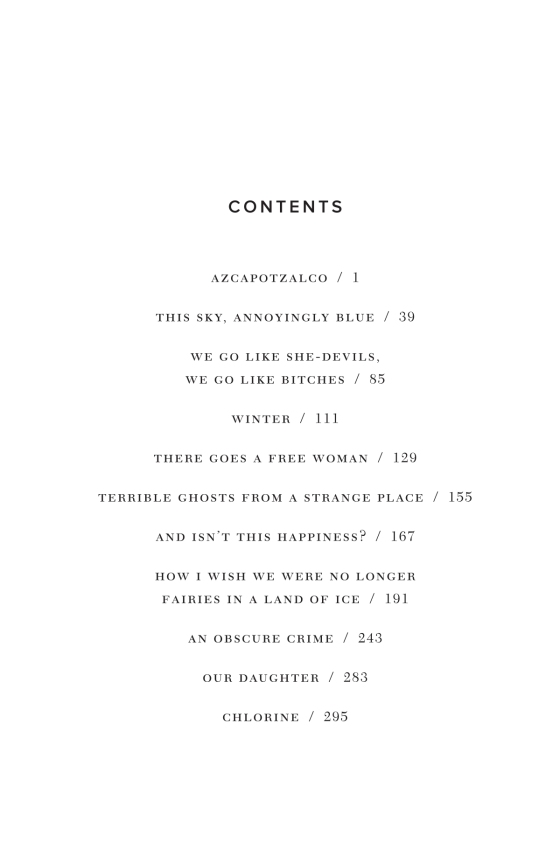 CONTENTS
AZCAPOTZALCO / 1
THIS SKY, ANNOYINGLY BLUE / 39
WE GO LIKE SHE-DEVILS,
WE GO LIKE BITCHES / 85
WINTER / 111
THERE GOES A FREE WOMAN / 129
TERRIBLE GHOSTS FROM A STRANGE PLACE / 155
AND ISN'T THIS HAPPINESS? / 167
HOW I WISH WE WERE NO LONGER
FAIRIES IN A LAND OF ICE / 191
AN OBSCURE CRIME / 243
OUR DAUGHTER / 283
CHLORINE / 295